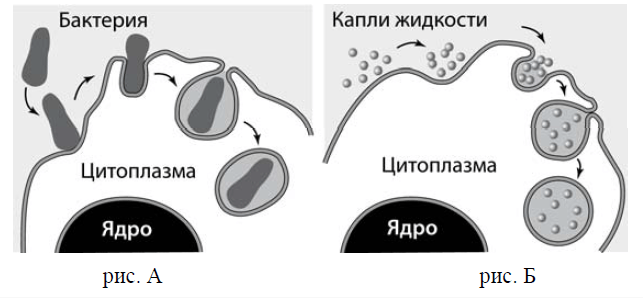 Бактерия
Цитоплазма
Ядро
рис. А
Капли жидкости
Цитоплазма
Ядро
рис. Б